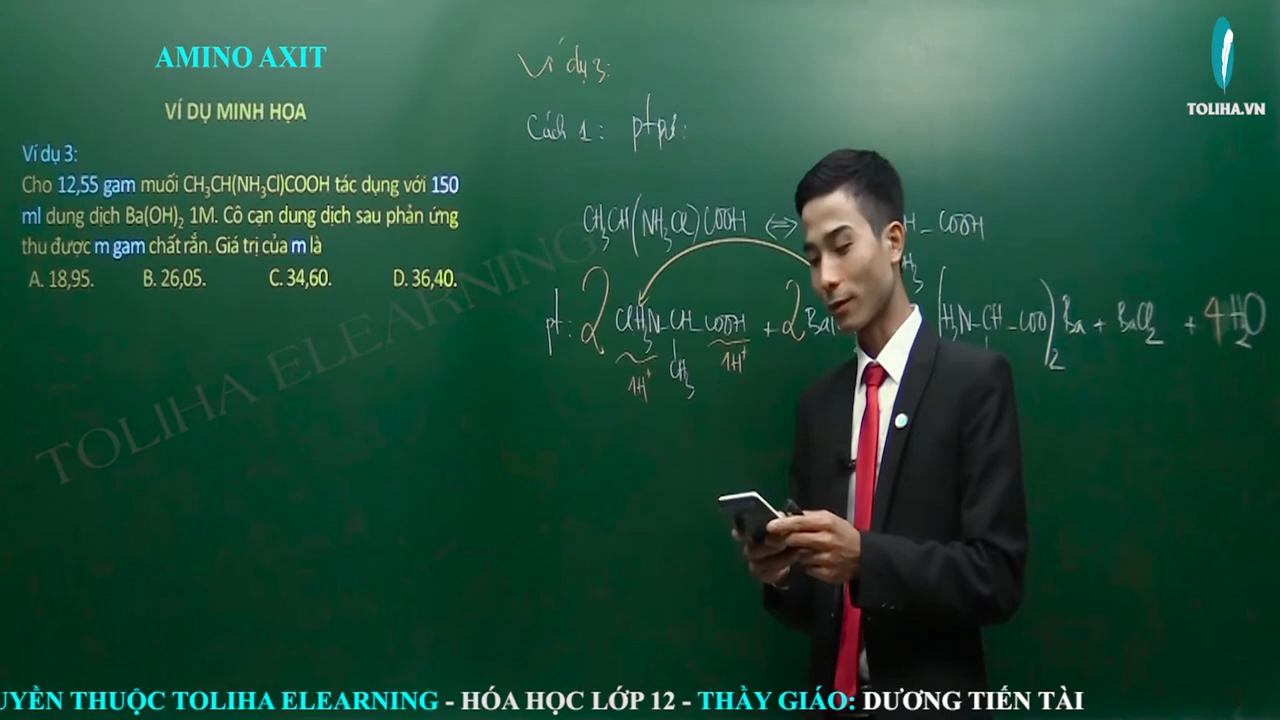 AMINO AXIT
VÍ DỤ MINH HỌA
Ví dụ 3:
Cho 12,55 gam muối CH₃CH(NH₃Cl)COOH tác dụng với 150
ml dung dịch Ba(OH)₂ 1M. Cô cạn dung dịch sau phản ứng
thu được m gam chất rắn. Giá trị của m là
A. 18,95. B. 26,05. C. 34,60. D. 36,40.
TOLIHA.VN
Ví dụ 3:
Cách 1: ptpư:
CH₃CH(NH₃Cl)COOH ⇔ H - COOH
pt: 2 ClH₃N - CH - COOH + 2 Ba( H₂N - CH - COO)₂Ba + BaCl₂ + 4H₂O
1H⁺ CH₃ 1H⁺
TOLIHA ELEARNING
UYỀN THUỘC TOLIHA ELEARNING - HÓA HỌC LỚP 12 - THẦY GIÁO: DƯƠNG TIẾN TÀI